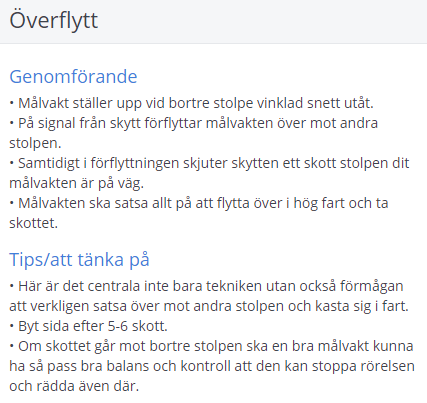 Överflytt
Genomförande
• Målvakt ställer upp vid bortre stolpe vinklad snett utåt.
• På signal från skytt förflyttar målvakten över mot andra
stolpen.
• Samtidigt i förflyttningen skjuter skytten ett skott stolpen dit
målvakten är på väg.
• Målvakten ska satsa allt på att flytta över i hög fart och ta
skottet.
Tips/att tänka på
• Här är det centrala inte bara tekniken utan också förmågan
att verkligen satsa över mot andra stolpen och kasta sig i fart.
• Byt sida efter 5-6 skott.
• Om skottet går mot bortre stolpen ska en bra målvakt kunna
ha så pass bra balans och kontroll att den kan stoppa rörelsen
och rädda även där.